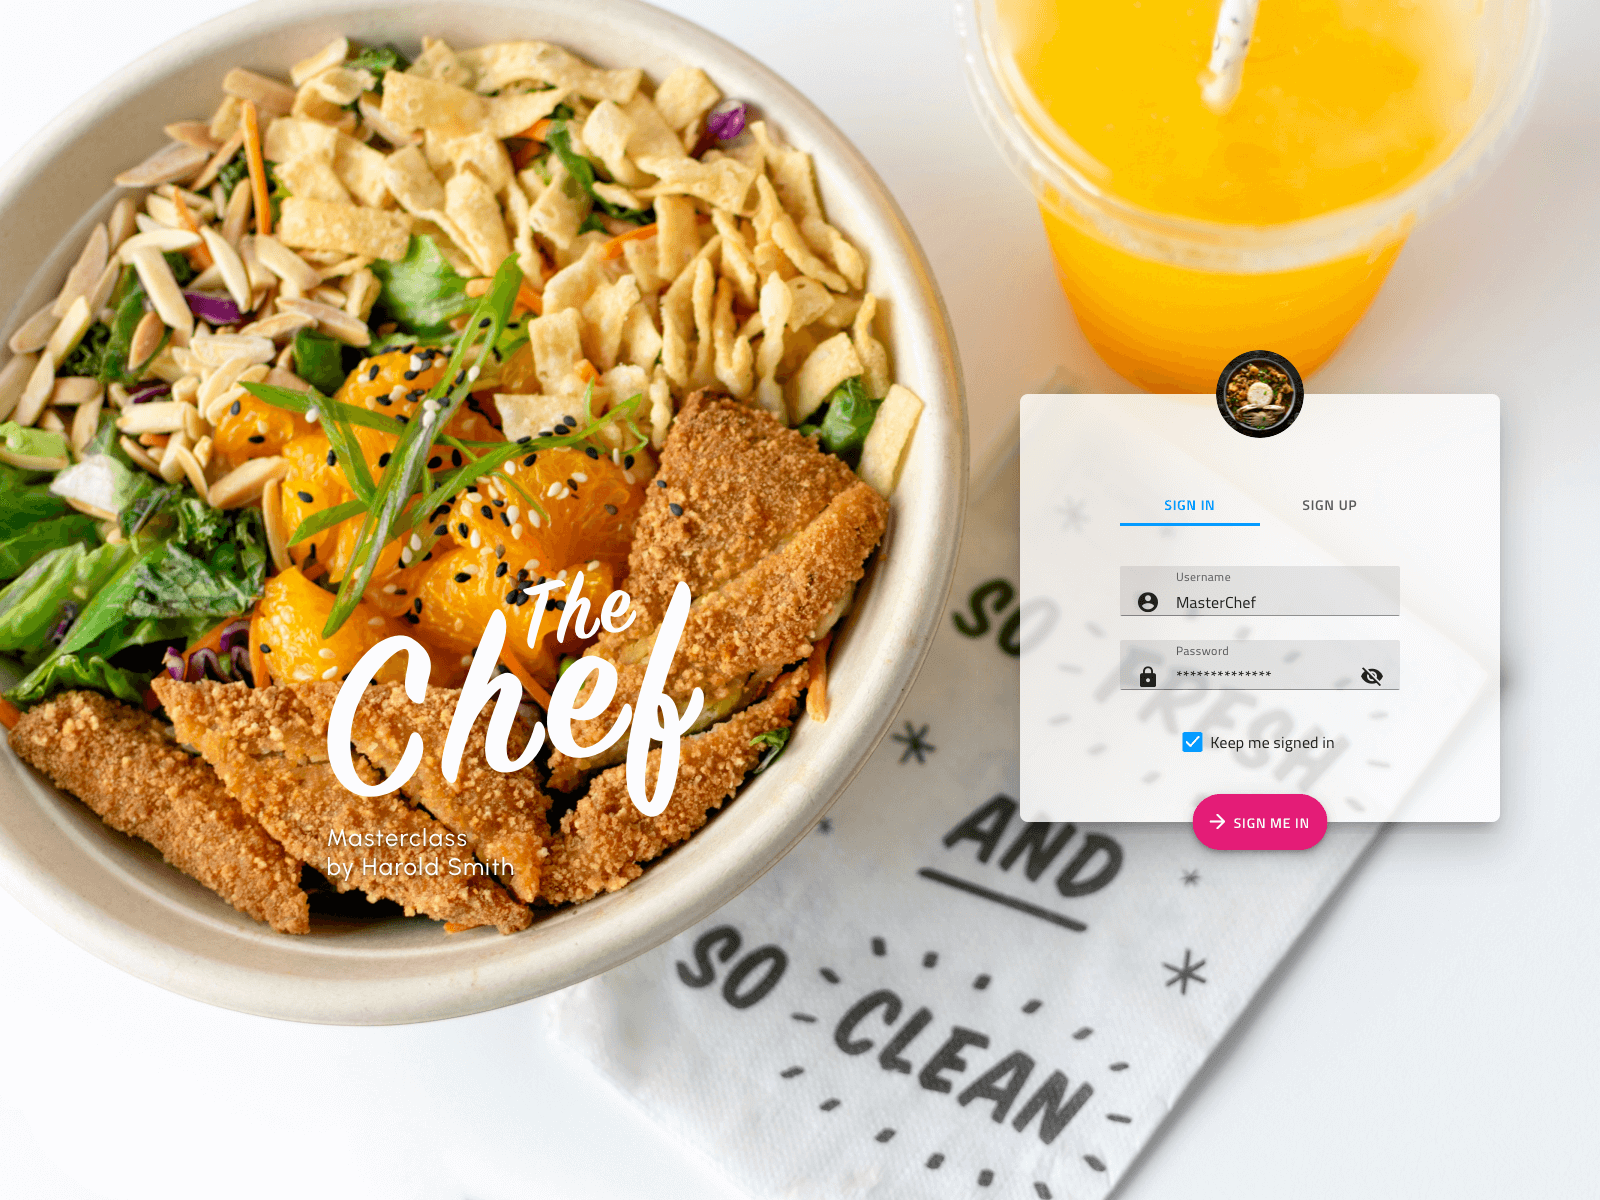 The
Chef
Masterclass
by Harold Smith
SIGN IN
SIGN UP
Username
MasterChef
Password
**************
Keep me signed in
SIGN ME IN
SO FRESH
AND
SO CLEAN